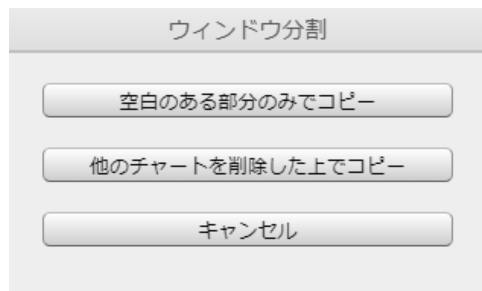 ウィンドウ分割
空白のある部分のみでコピー
他のチャートを削除した上でコピー
キャンセル